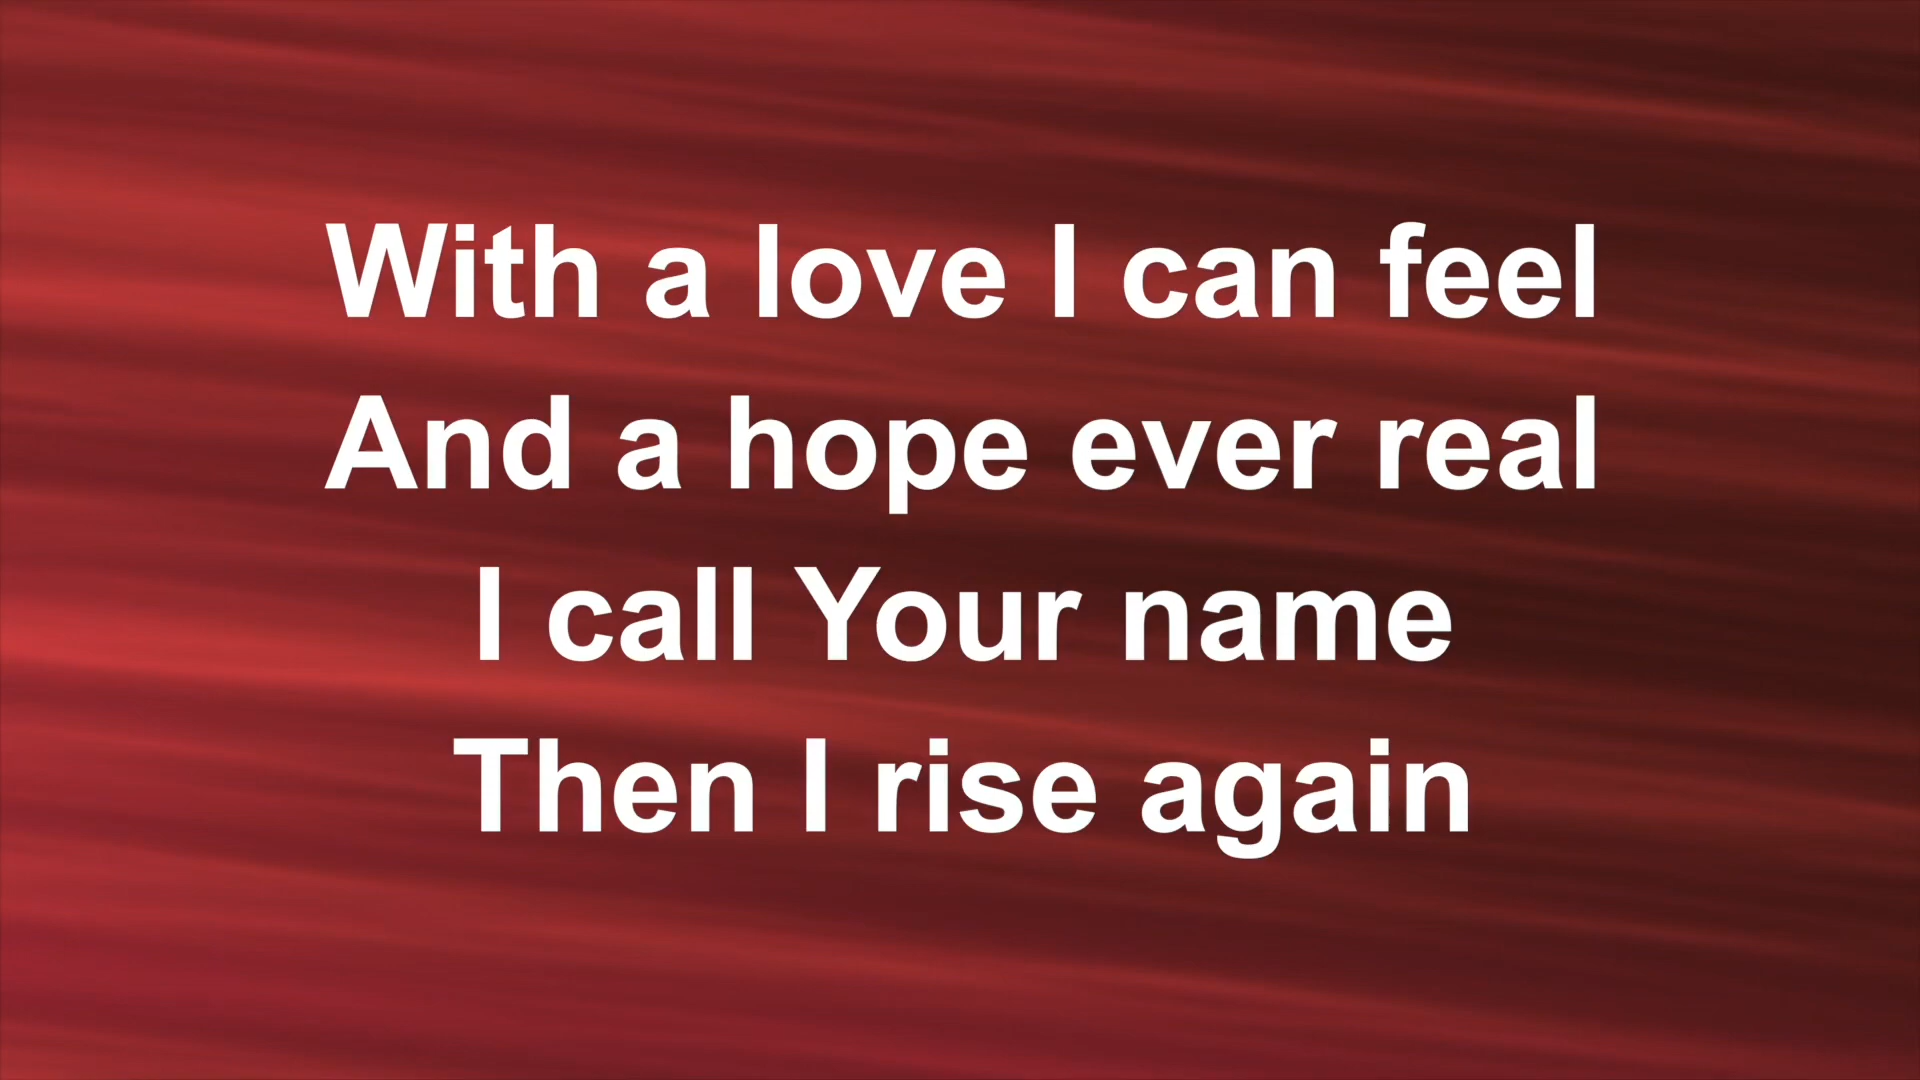 With a love I can feel
And a hope ever real
I call Your name
Then I rise again